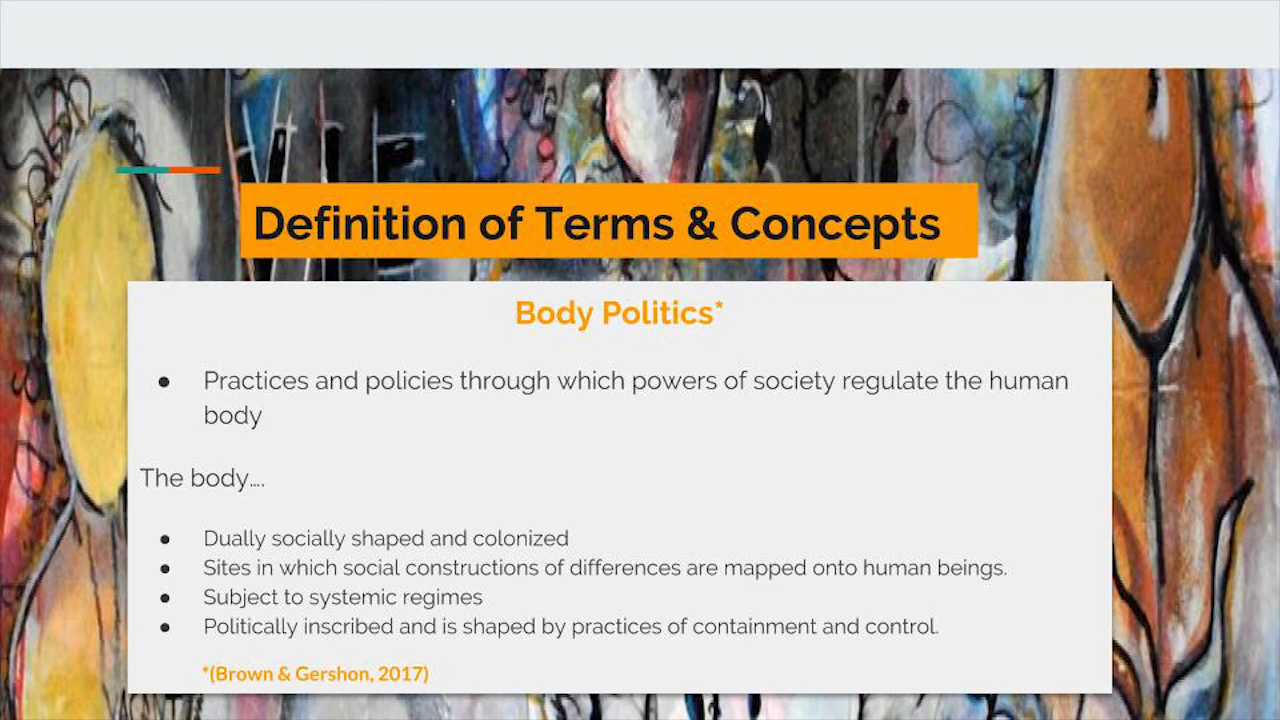 Definition of Terms & Concepts
Body Politics*
● Practices and policies through which powers of society regulate the human
body
The body....
● Dually socially shaped and colonized
● Sites in which social constructions of differences are mapped onto human beings.
● Subject to systemic regimes
● Politically inscribed and is shaped by practices of containment and control.
*(Brown & Gershon, 2017)